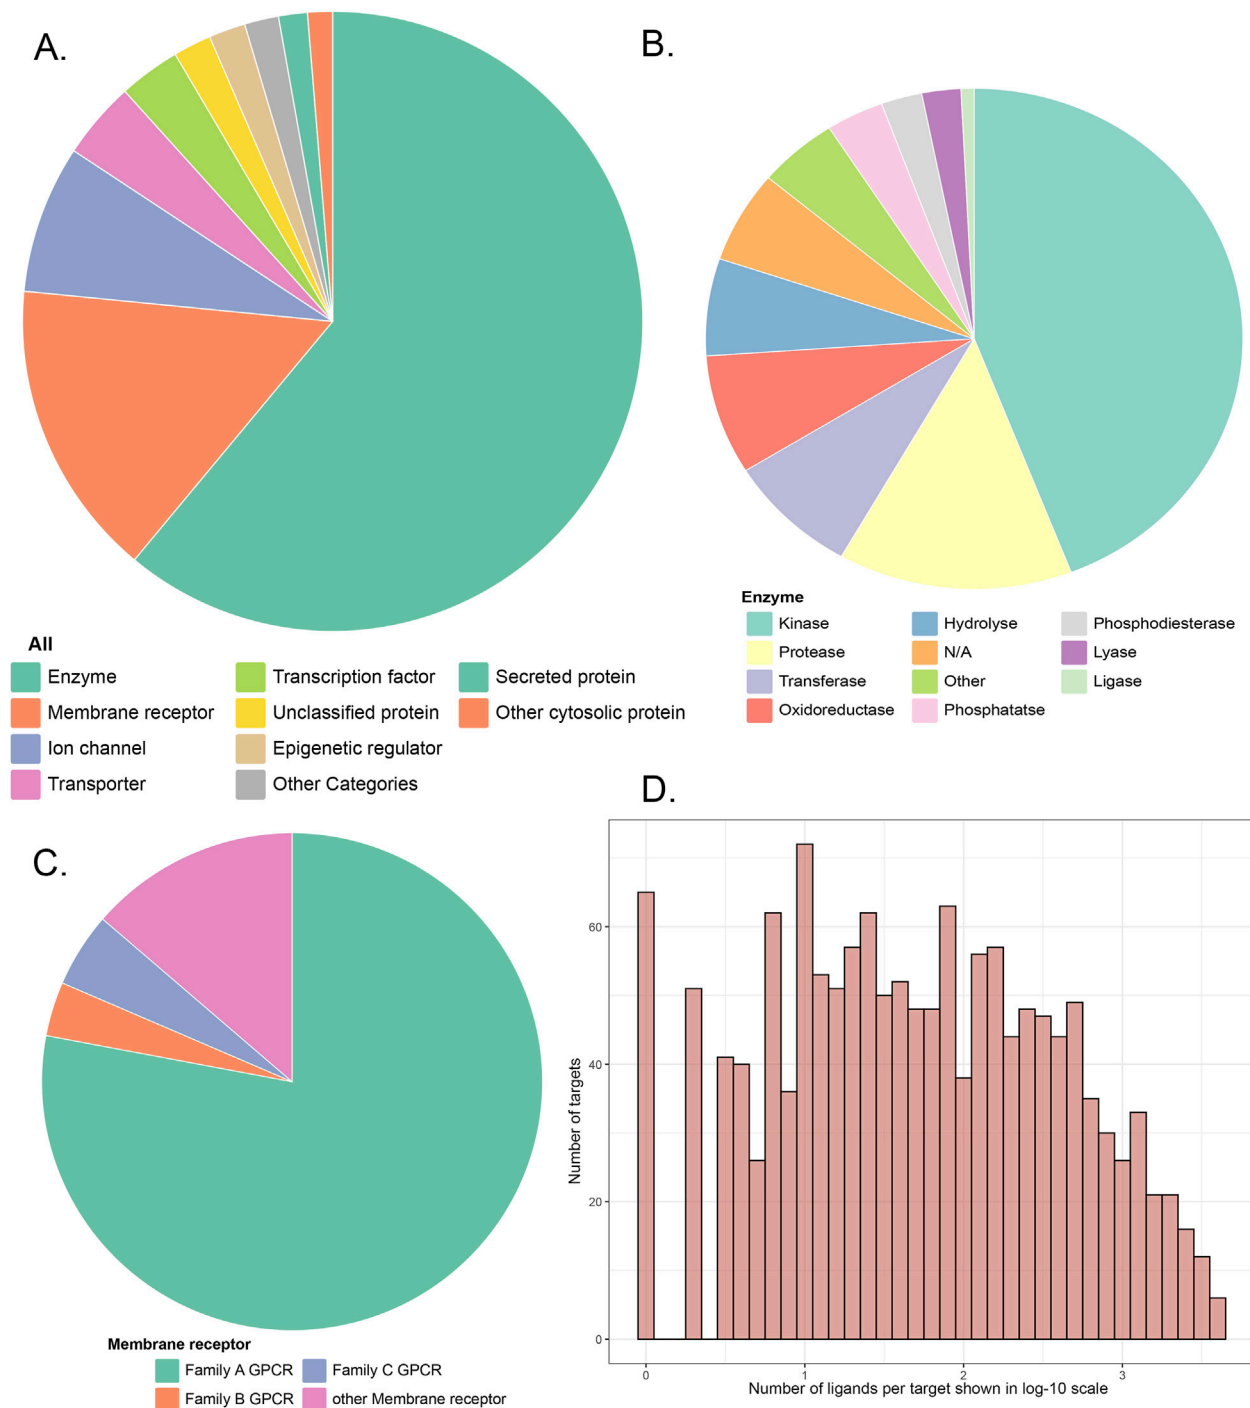 A.
B.
All
Enzyme
Membrane receptor
Ion channel
Transporter
Transcription factor
Unclassified protein
Epigenetic regulator
Other Categories
Secreted protein
Other cytosolic protein
Enzyme
Kinase
Protease
Transferase
Oxidoreductase
Hydrolyse
N/A
Other
Phosphatatse
Phosphodiesterase
Lyase
Ligase
C.
Membrane receptor
Family A GPCR
Family B GPCR
Family C GPCR
other Membrane receptor
D.
Number of targets
60
40
20
0
0 1 2 3
Number of ligands per target shown in log-10 scale